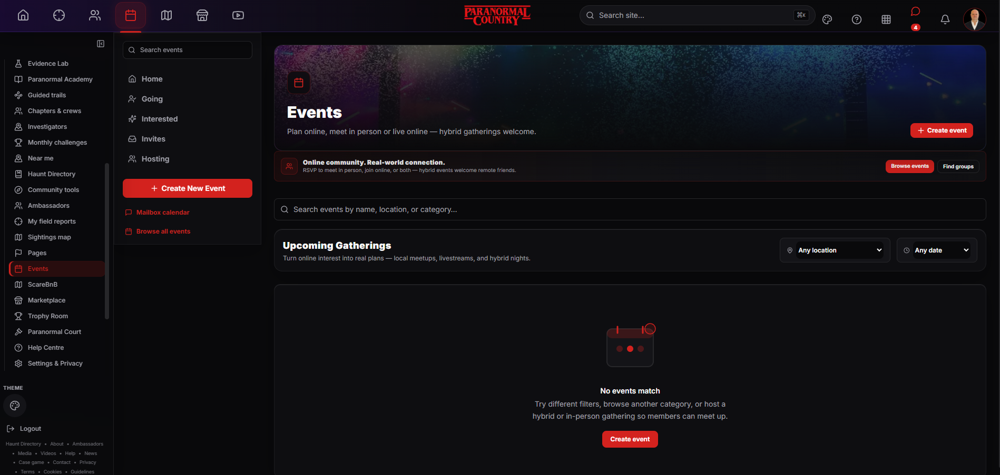 PARANORMAL
COUNTRY
Search site...
⌘K
4
Evidence Lab
Paranormal Academy
Guided trails
Chapters & crews
Investigators
Monthly challenges
Near me
Haunt Directory
Community tools
Ambassadors
My field reports
Sightings map
Pages
Events
ScareBnB
Marketplace
Trophy Room
Paranormal Court
Help Centre
Settings & Privacy
THEME
Logout
Haunt Directory • About • Ambassadors
• Media • Videos • Help • News
• Case game • Contact • Privacy
• Terms • Cookies • Guidelines
Search events
Home
Going
Interested
Invites
Hosting
+ Create New Event
Mailbox calendar
Browse all events
Events
Plan online, meet in person or live online — hybrid gatherings welcome.
+ Create event
Online community. Real-world connection.
RSVP to meet in person, join online, or both — hybrid events welcome remote friends.
Browse events
Find groups
Search events by name, location, or category...
Upcoming Gatherings
Turn online interest into real plans — local meetups, livestreams, and hybrid nights.
Any location
Any date
No events match
Try different filters, browse another category, or host a
hybrid or in-person gathering so members can meet up.
Create event